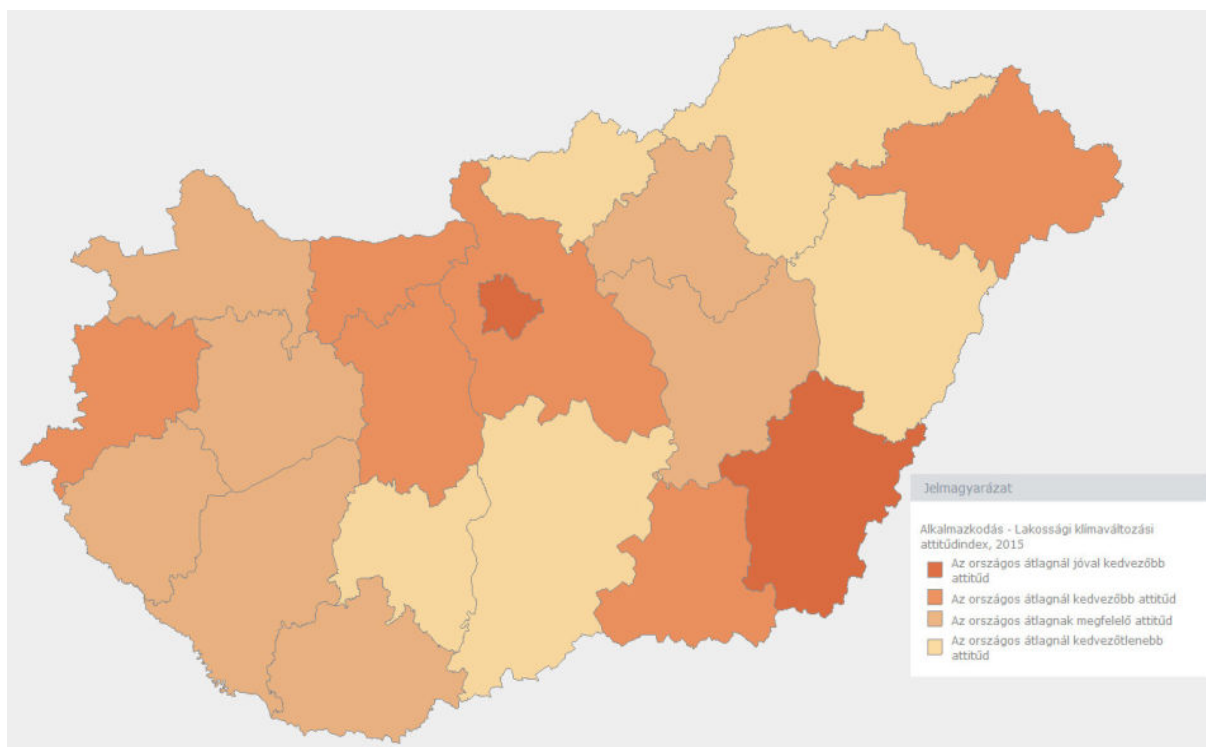 Jelmagyarázat
Alkalmazkodás - Lakossági klímaváltozási
attitűdindex, 2015
Az országos átlagnál jóval kedvezőbb
attitűd
Az országos átlagnál kedvezőbb attitűd
Az országos átlagnak megfelelő attitűd
Az országos átlagnál kedvezőtlenebb
attitűd